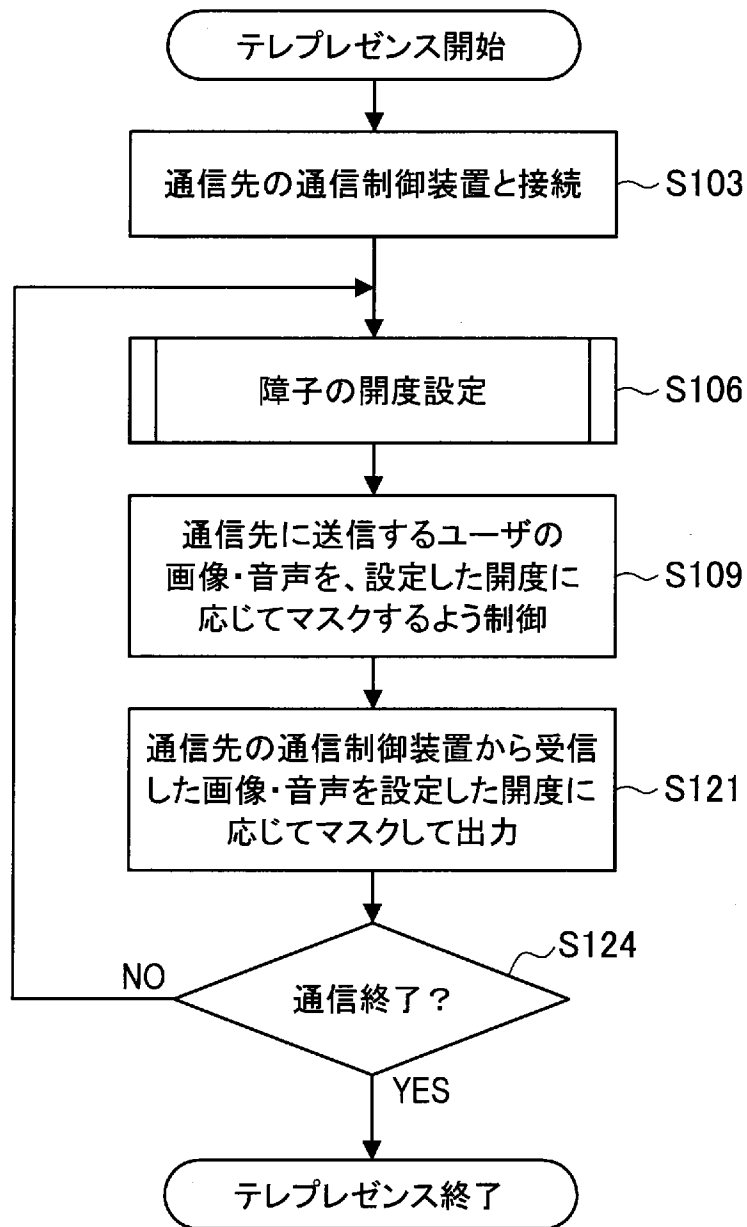 テレプレゼンス開始
通信先の通信制御装置と接続
S103
障子の開度設定
S106
通信先に送信するユーザの
画像・音声を、設定した開度に
応じてマスクするよう制御
S109
通信先の通信制御装置から受信
した画像・音声を設定した開度に
応じてマスクして出力
S121
S124
NO
通信終了？
YES
テレプレゼンス終了